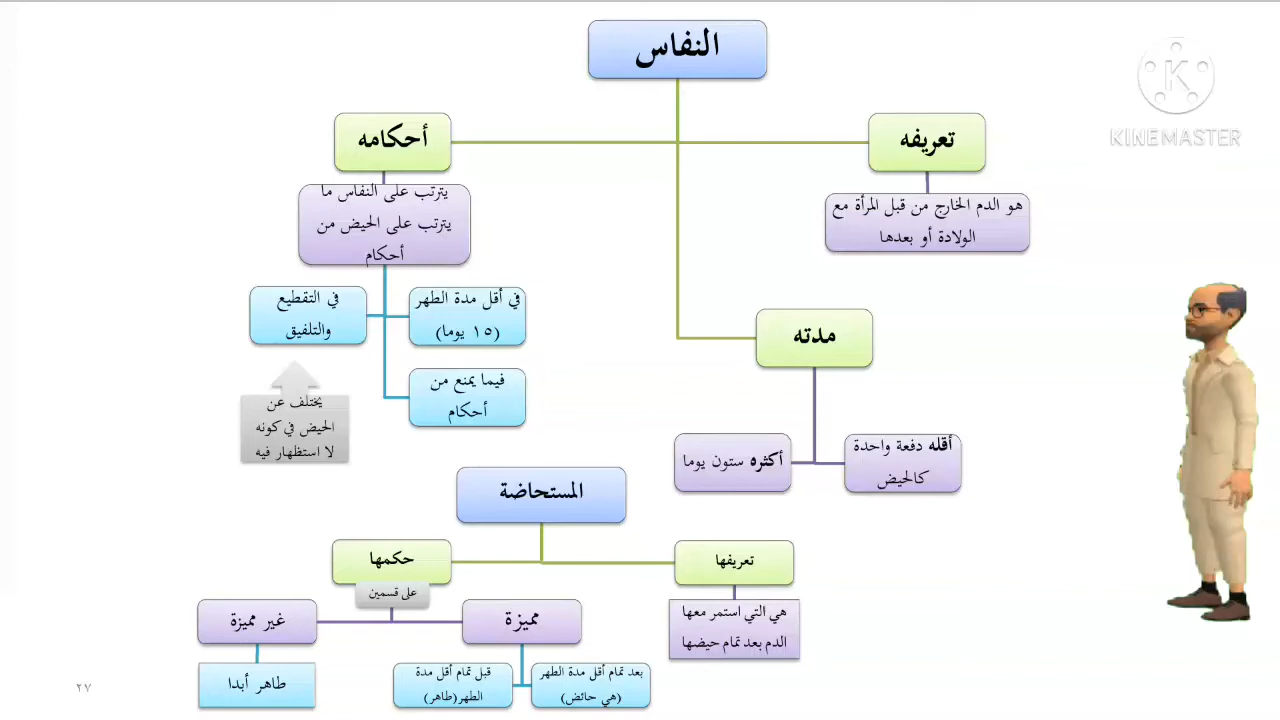 النفاس
KINEMASTER
تعريفه
هو الدم الخارج من قبل المرأة مع
الولادة أو بعدها
أحكامه
يترتب على النفاس ما
يترتب على الحيض من
أحكام
في أقل مدة الطهر
(١٥ يوما)
في التقطيع
والتلفيق
فيما يمنع من
أحكام
يختلف عن
الحيض في كونه
لا استظهار فيه
مدته
أقله دفعة واحدة
كالحيض
أكثره ستون يوما
المستحاضة
تعريفها
هي التي استمر معها
الدم بعد تمام حيضها
حكمها
على قسمين
مميزة
غير مميزة
بعد تمام أقل مدة الطهر
(هي حائض)
قبل تمام أقل مدة
الطهر(طاهر)
طاهر أبدا
٢٧